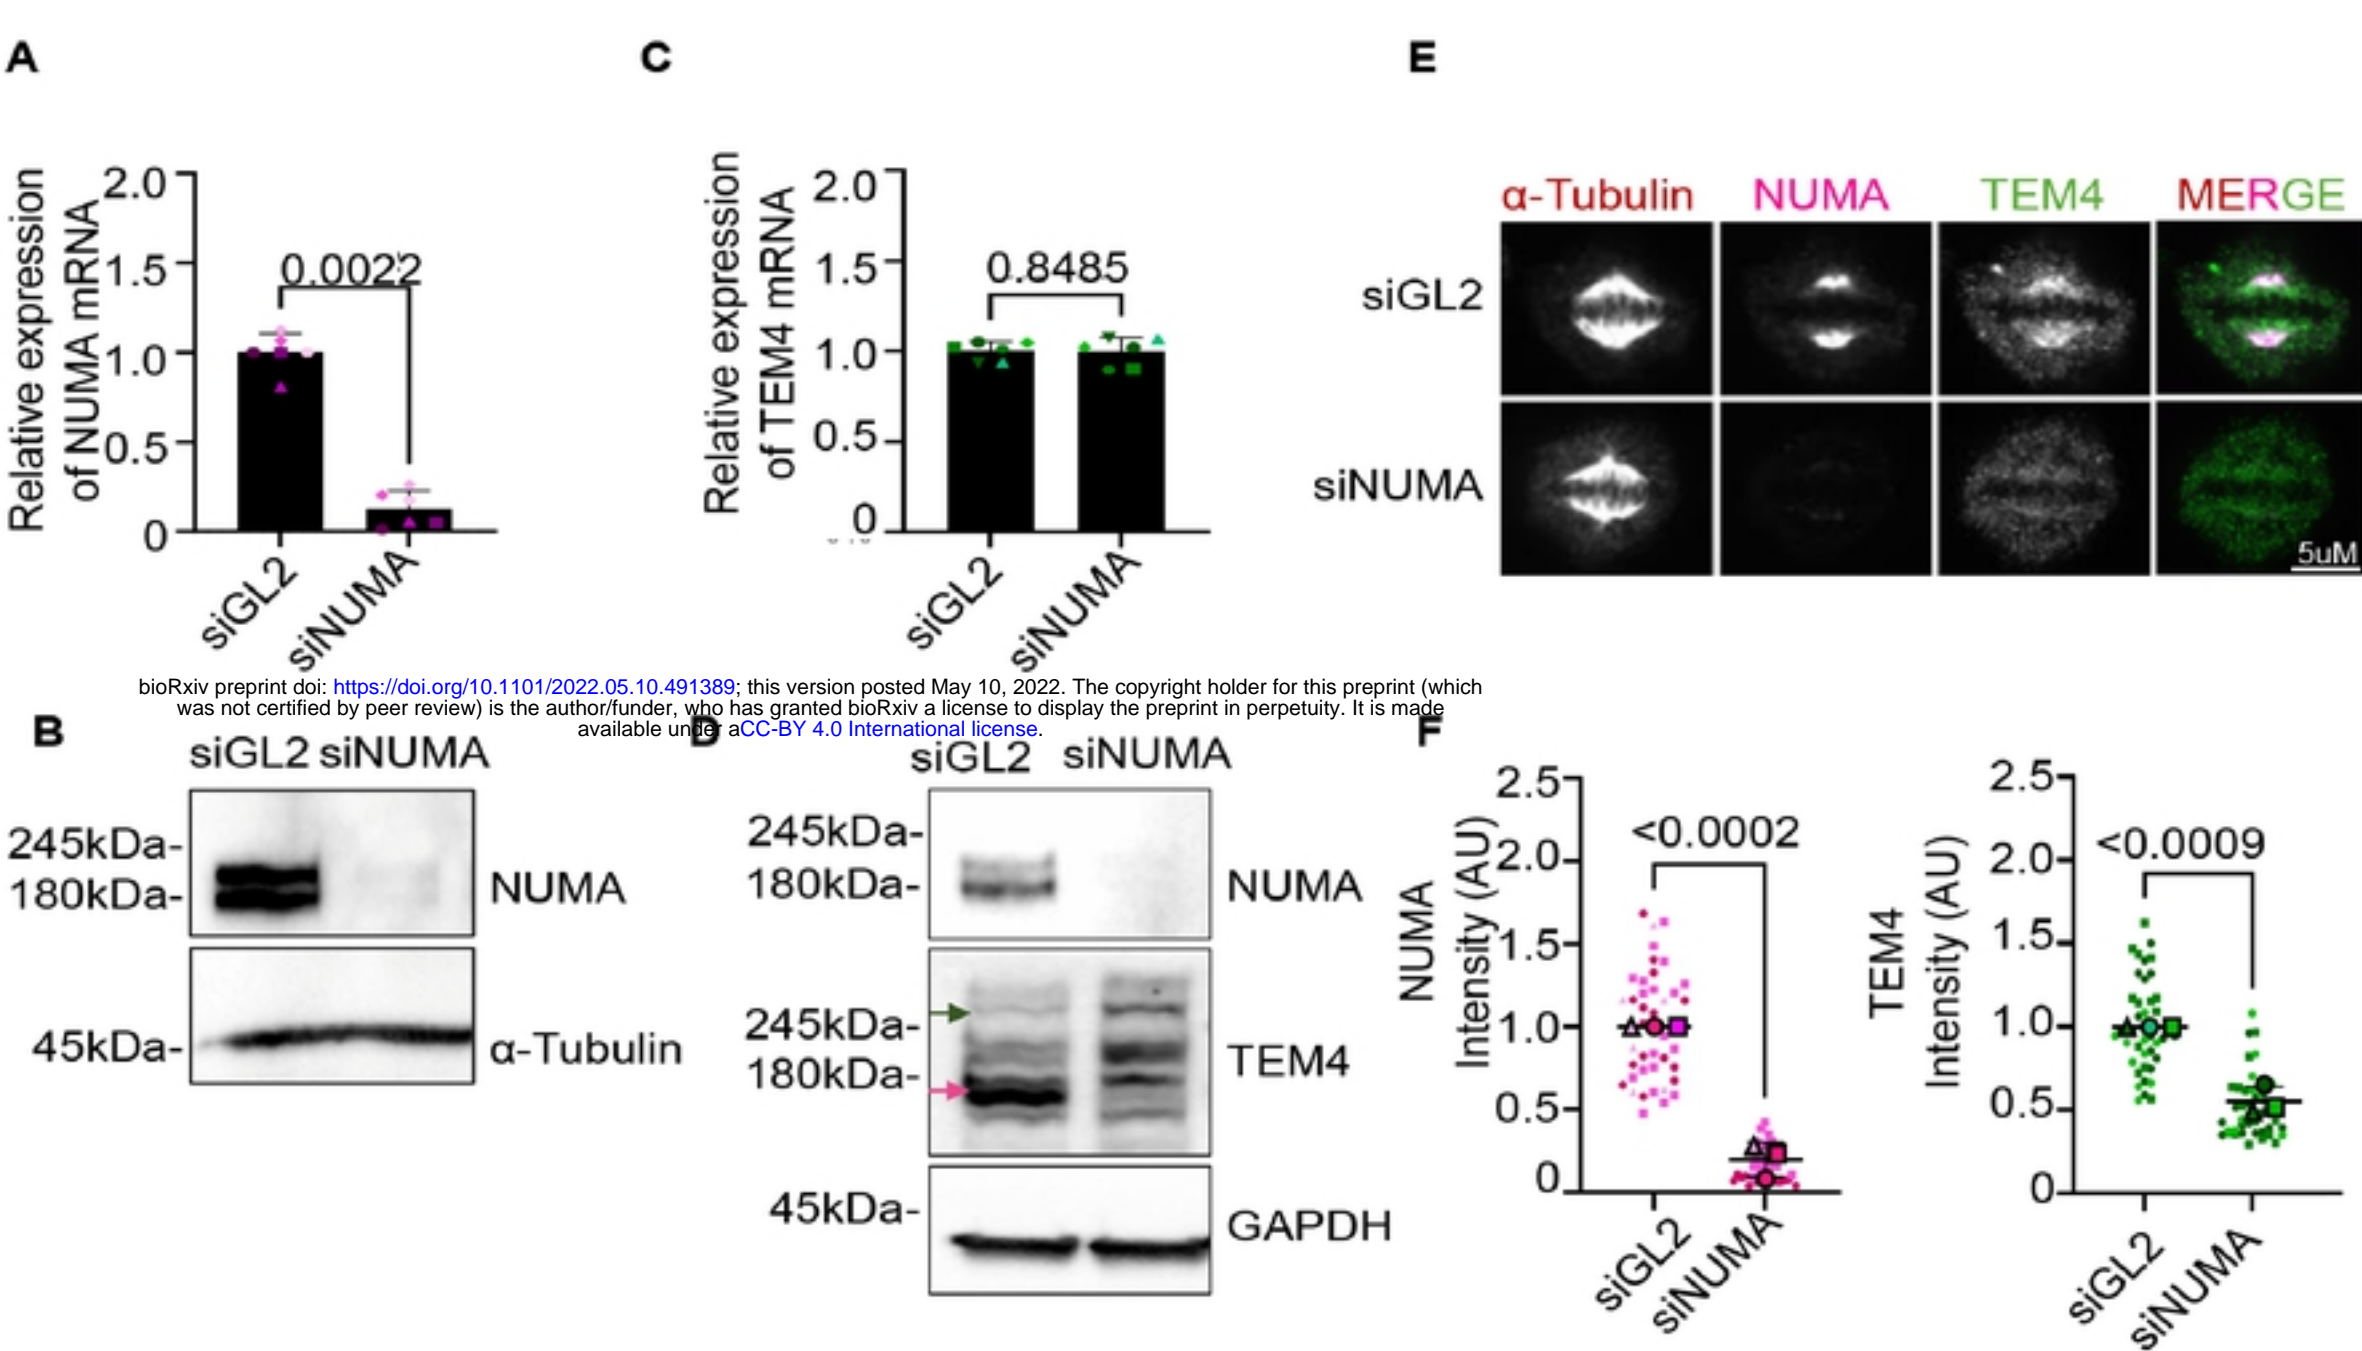 A
Relative expression
of NUMA mRNA
2.0
1.5
1.0
0.5
0
0.0022
siGL2
siNUMA
C
Relative expression
of TEM4 mRNA
2.0
1.5
1.0
0.5
0
0.8485
siGL2
siNUMA
E
α-Tubulin
NUMA
TEM4
MERGE
siGL2
siNUMA
5uM
bioRxiv preprint doi: https://doi.org/10.1101/2022.05.10.491389; this version posted May 10, 2022. The copyright holder for this preprint (which
was not certified by peer review) is the author/funder, who has granted bioRxiv a license to display the preprint in perpetuity. It is made
available under aCC-BY 4.0 International license.
B
siGL2 siNUMA
245kDa-
180kDa-
NUMA
45kDa-
α-Tubulin
D
siGL2 siNUMA
245kDa-
180kDa-
NUMA
245kDa-
180kDa-
TEM4
45kDa-
GAPDH
F
NUMA
Intensity (AU)
2.5
2.0
1.5
1.0
0.5
0
<0.0002
siGL2
siNUMA
TEM4
Intensity (AU)
2.5
2.0
1.5
1.0
0.5
0
<0.0009
siGL2
siNUMA